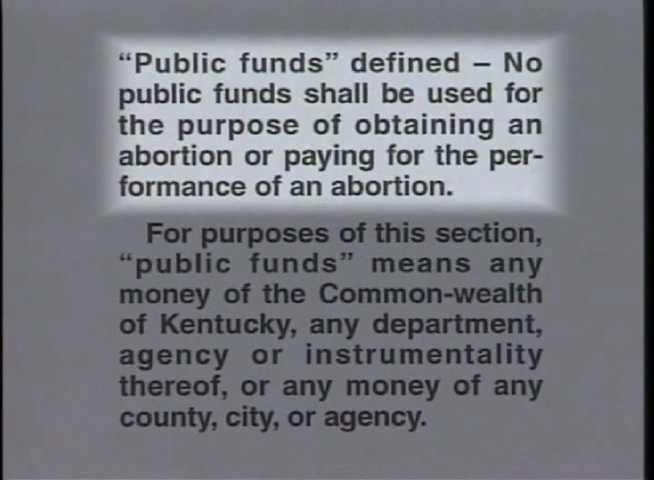 “Public funds” defined – No
public funds shall be used for
the purpose of obtaining an
abortion or paying for the per-
formance of an abortion.
For purposes of this section,
“public funds” means any
money of the Common-wealth
of Kentucky, any department,
agency or instrumentality
thereof, or any money of any
county, city, or agency.